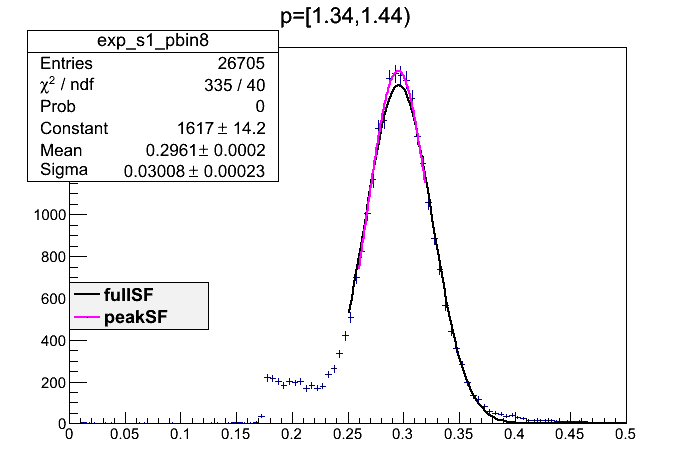 p=[1.34,1.44)
exp_s1_pbin8
Entries 26705
χ² / ndf 335 / 40
Prob 0
Constant 1617 ± 14.2
Mean 0.2961± 0.0002
Sigma 0.03008 ± 0.00023
1000
800
600
fullSF
peakSF
400
200
0
0 0.05 0.1 0.15 0.2 0.25 0.3 0.35 0.4 0.45 0.5